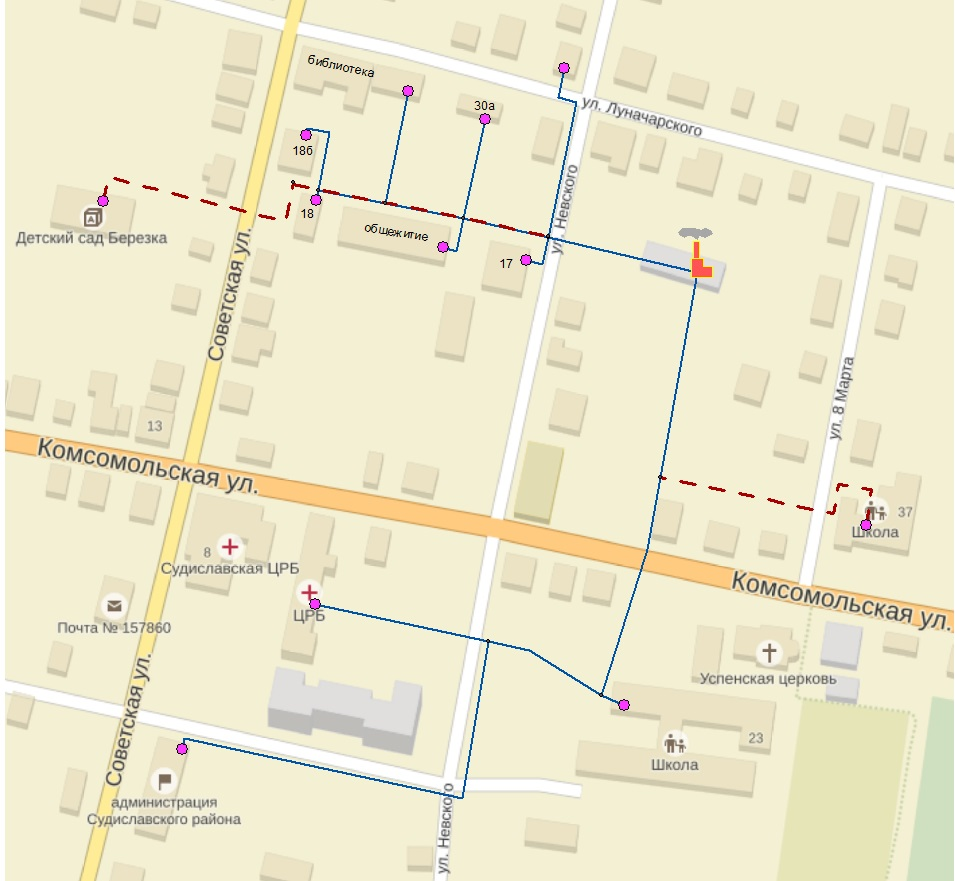 библиотека
30а
ул. Луначарского
18б
18
общежитие
17
ул. Невского
Детский сад Березка
Советская ул.
ул. 8 Марта
13
Комсомольская ул.
37
Школа
8
Судиславская ЦРБ
ЦРБ
Почта № 157860
Комсомольская ул.
Успенская церковь
Советская ул.
23
Школа
администрация
Судиславского района
ул. Невского